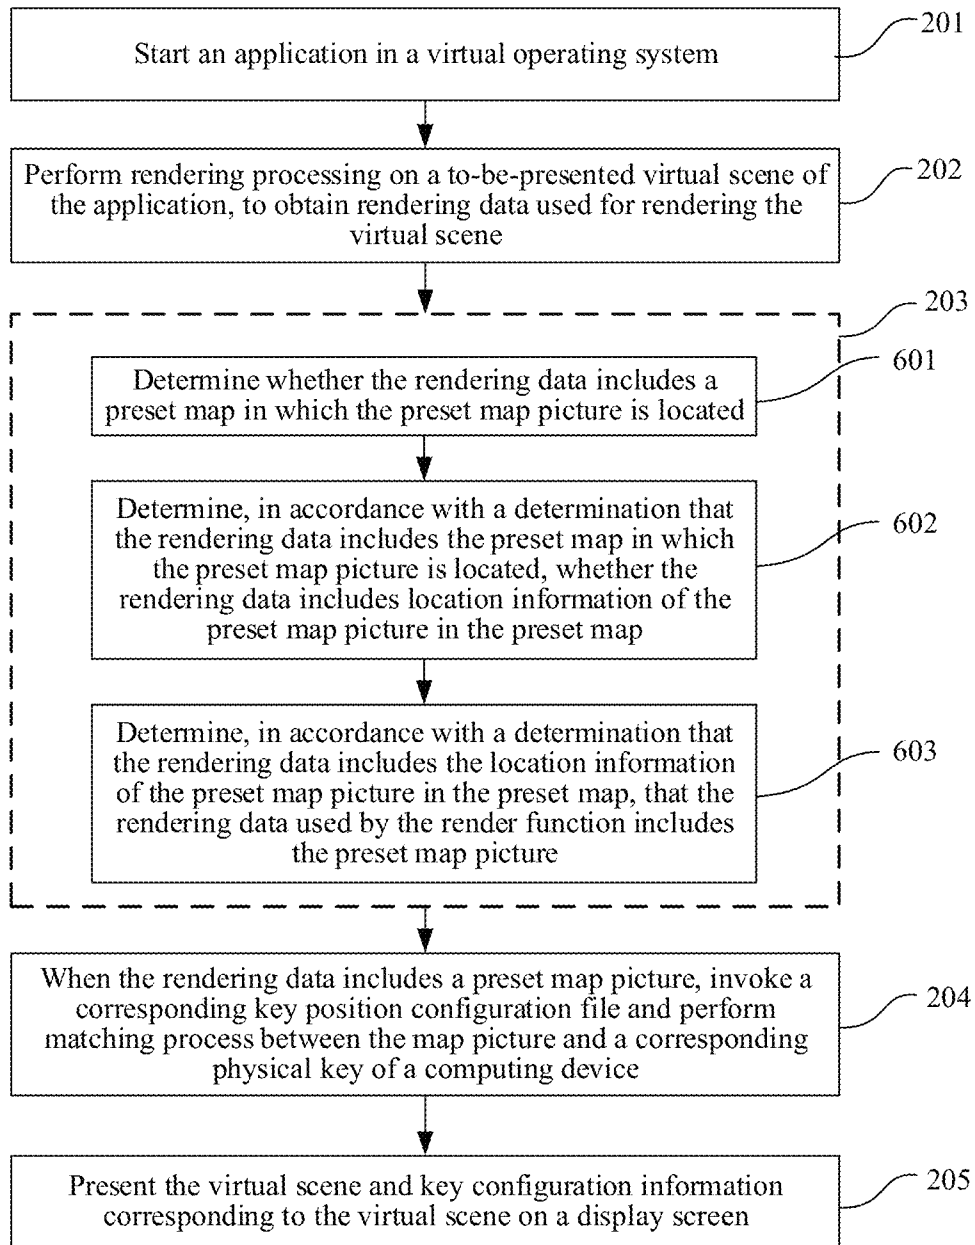 201
Start an application in a virtual operating system
202
Perform rendering processing on a to-be-presented virtual scene of
the application, to obtain rendering data used for rendering the
virtual scene
203
601
Determine whether the rendering data includes a
preset map in which the preset map picture is located
602
Determine, in accordance with a determination that
the rendering data includes the preset map in which
the preset map picture is located, whether the
rendering data includes location information of the
preset map picture in the preset map
603
Determine, in accordance with a determination that
the rendering data includes the location information
of the preset map picture in the preset map, that the
rendering data used by the render function includes
the preset map picture
204
When the rendering data includes a preset map picture, invoke a
corresponding key position configuration file and perform
matching process between the map picture and a corresponding
physical key of a computing device
205
Present the virtual scene and key configuration information
corresponding to the virtual scene on a display screen